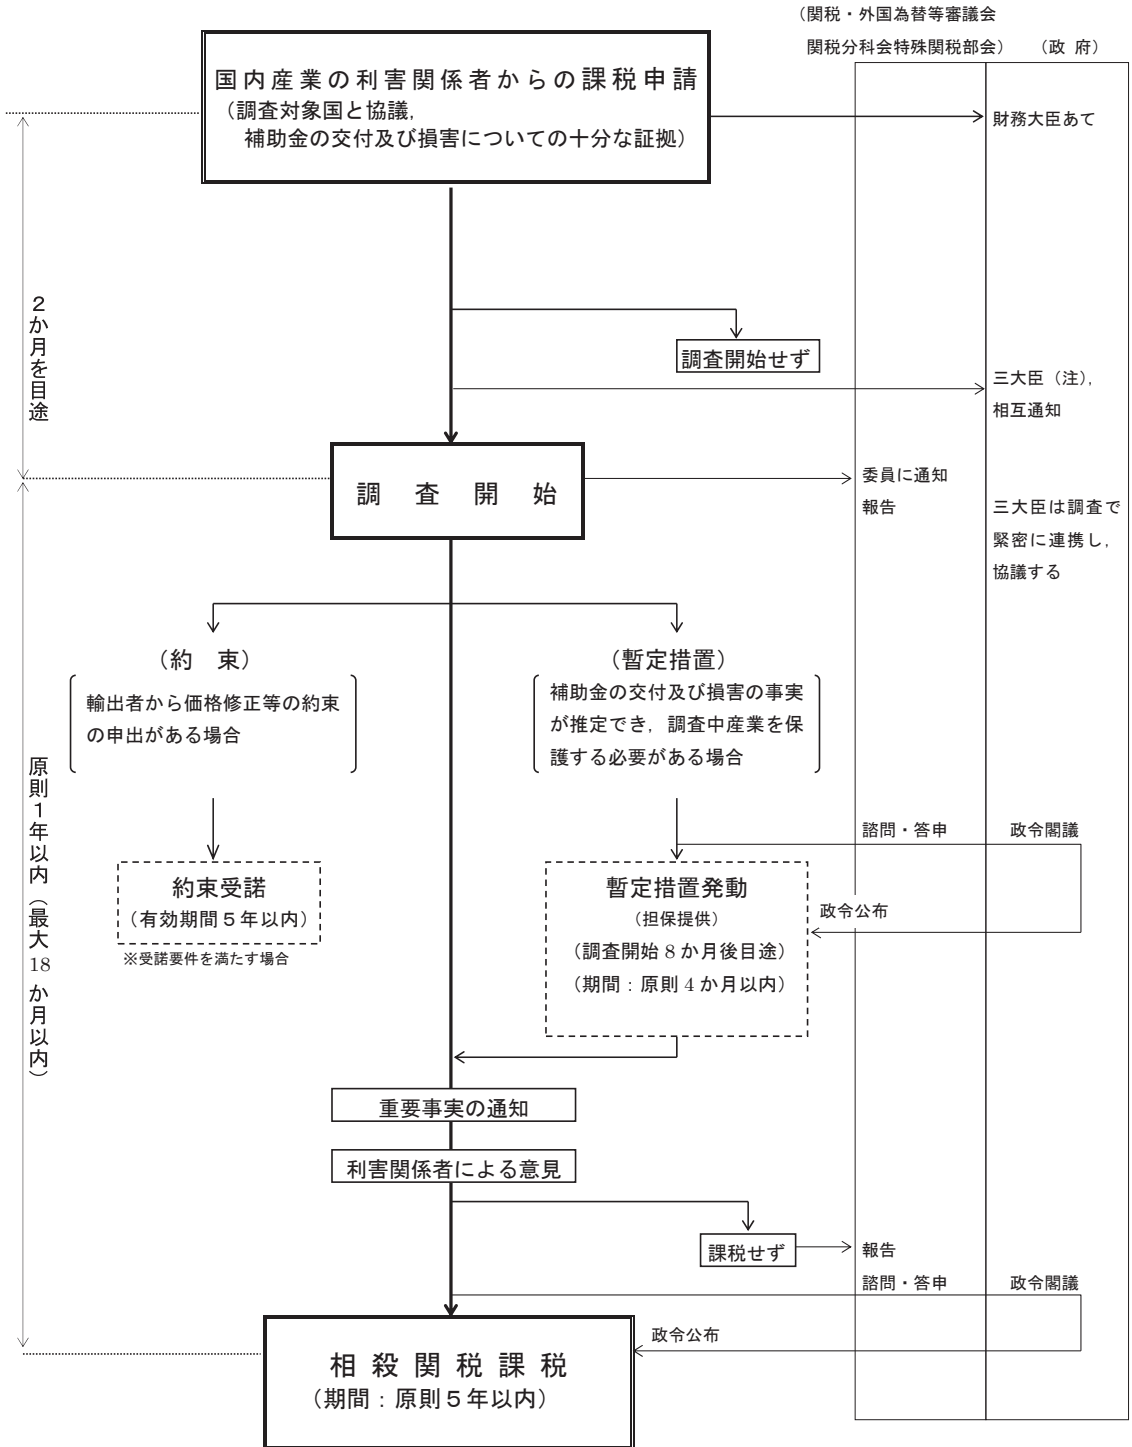 （関税・外国為替等審議会
関税分科会特殊関税部会）
（政 府）
国内産業の利害関係者からの課税申請
（調査対象国と協議，
補助金の交付及び損害についての十分な証拠）
財務大臣あて
2か月を目途
調査開始せず
三大臣（注），
相互通知
調 査 開 始
委員に通知
報告
三大臣は調査で
緊密に連携し，
協議する
（約 束）
輸出者から価格修正等の約束
の申出がある場合
（暫定措置）
補助金の交付及び損害の事実
が推定でき，調査中産業を保
護する必要がある場合
原則1年以内（最大18か月以内）
諮問・答申
政令閣議
約束受諾
（有効期間5年以内）
※受諾要件を満たす場合
暫定措置発動
（担保提供）
（調査開始8か月後目途）
（期間：原則4か月以内）
政令公布
重要事実の通知
利害関係者による意見
課税せず
報告
諮問・答申
政令閣議
政令公布
相 殺 関 税 課 税
（期間：原則5年以内）